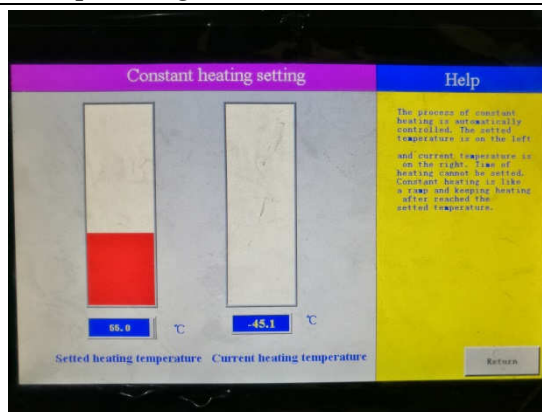 Constant heating setting
Help
The process of constant
heating is automatically
controlled. The setted
temperature is on the left
and current temperature is
on the right. Time of
heating cannot be setted.
Constant heating is like
a ramp and keeping heating
after reached the
setted temperature.
55.0 ℃
-45.1 ℃
Setted heating temperature Current heating temperature
Return